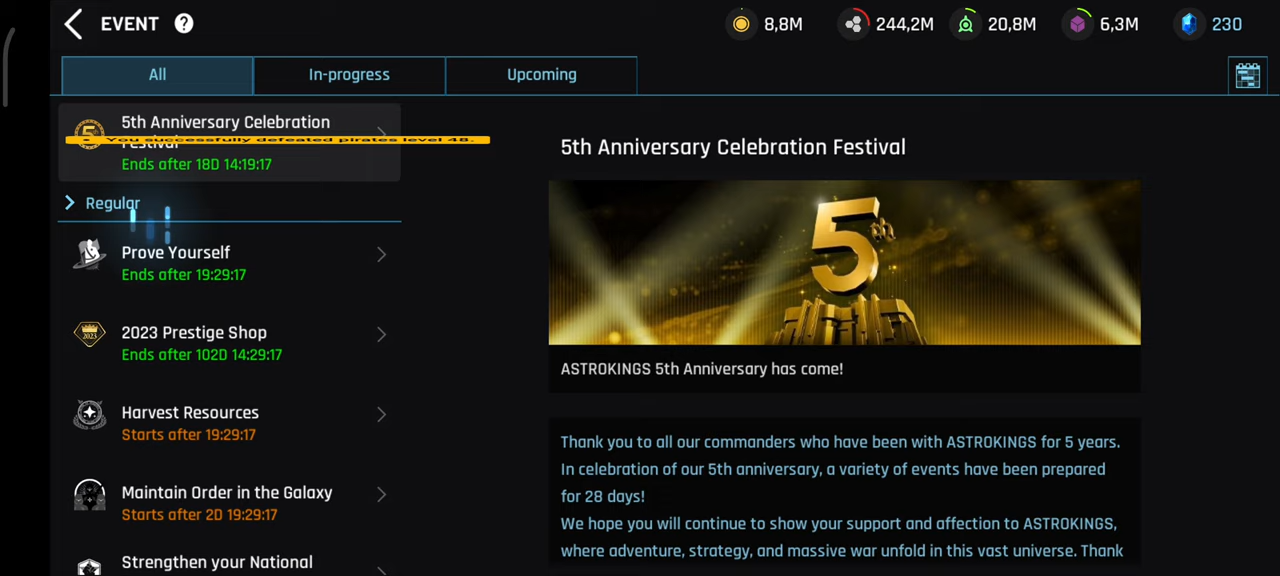 EVENT ?
8,8M
244,2M
20,8M
6,3M
230
All
In-progress
Upcoming
5th Anniversary Celebration
Festival
You successfully defeated pirates level 48.
Ends after 18D 14:19:17
Regular
Prove Yourself
Ends after 19:29:17
2023
2023 Prestige Shop
Ends after 102D 14:29:17
Harvest Resources
Starts after 19:29:17
Maintain Order in the Galaxy
Starts after 2D 19:29:17
Strengthen your National
5th Anniversary Celebration Festival
5th
ASTROKINGS 5th Anniversary has come!
Thank you to all our commanders who have been with ASTROKINGS for 5 years.
In celebration of our 5th anniversary, a variety of events have been prepared
for 28 days!
We hope you will continue to show your support and affection to ASTROKINGS,
where adventure, strategy, and massive war unfold in this vast universe. Thank